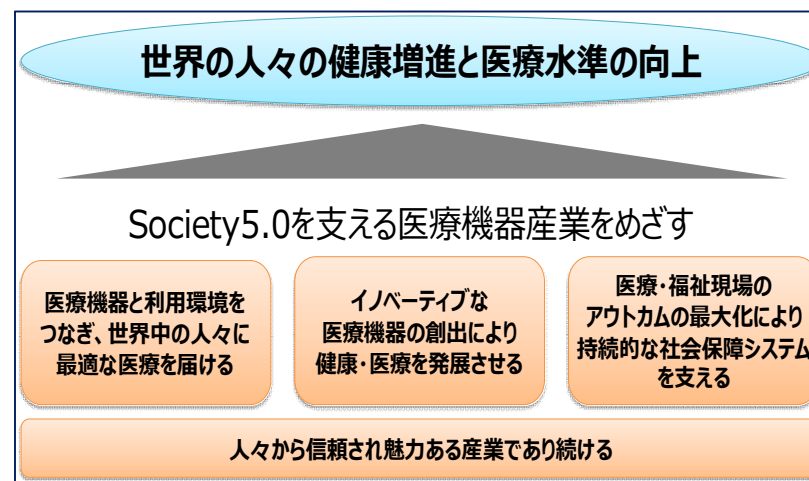 世界の人々の健康増進と医療水準の向上
Society5.0を支える医療機器産業をめざす
医療機器と利用環境を
つなぎ、世界中の人々に
最適な医療を届ける
イノベーティブな
医療機器の創出により
健康・医療を発展させる
医療・福祉現場の
アウトカムの最大化により
持続的な社会保障システム
を支える
人々から信頼され魅力ある産業であり続ける